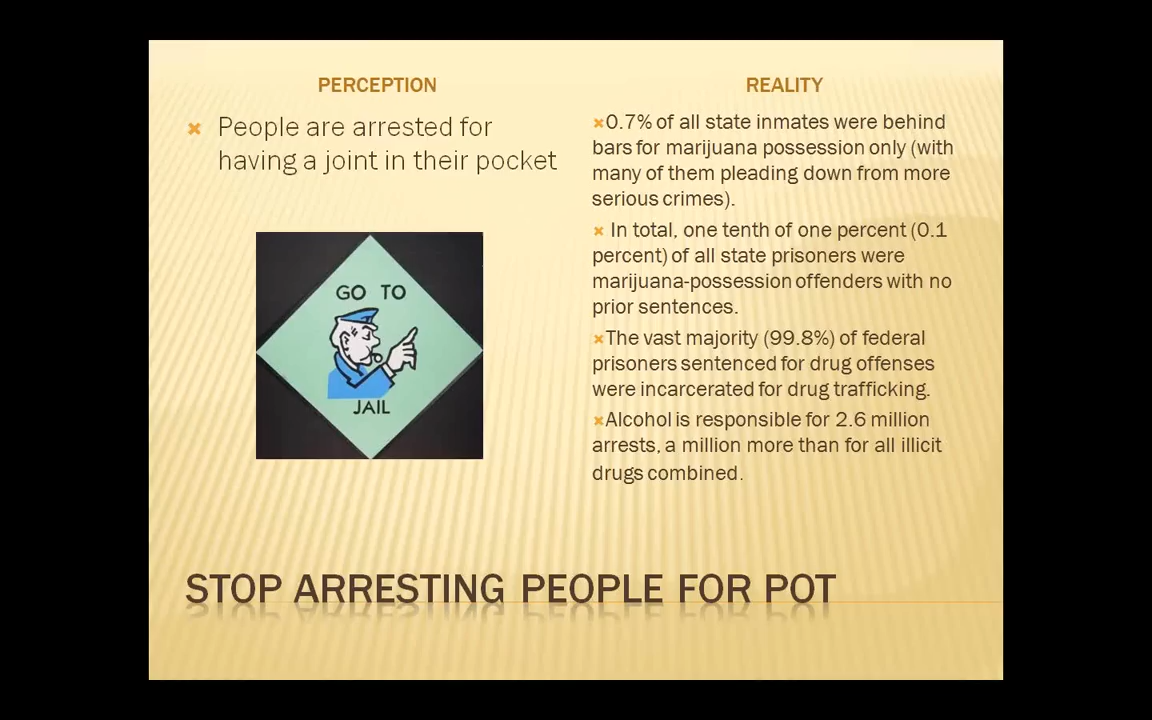 PERCEPTION
People are arrested for
having a joint in their pocket
GO TO
JAIL
REALITY
0.7% of all state inmates were behind
bars for marijuana possession only (with
many of them pleading down from more
serious crimes).
In total, one tenth of one percent (0.1
percent) of all state prisoners were
marijuana-possession offenders with no
prior sentences.
The vast majority (99.8%) of federal
prisoners sentenced for drug offenses
were incarcerated for drug trafficking.
Alcohol is responsible for 2.6 million
arrests, a million more than for all illicit
drugs combined.
STOP ARRESTING PEOPLE FOR POT